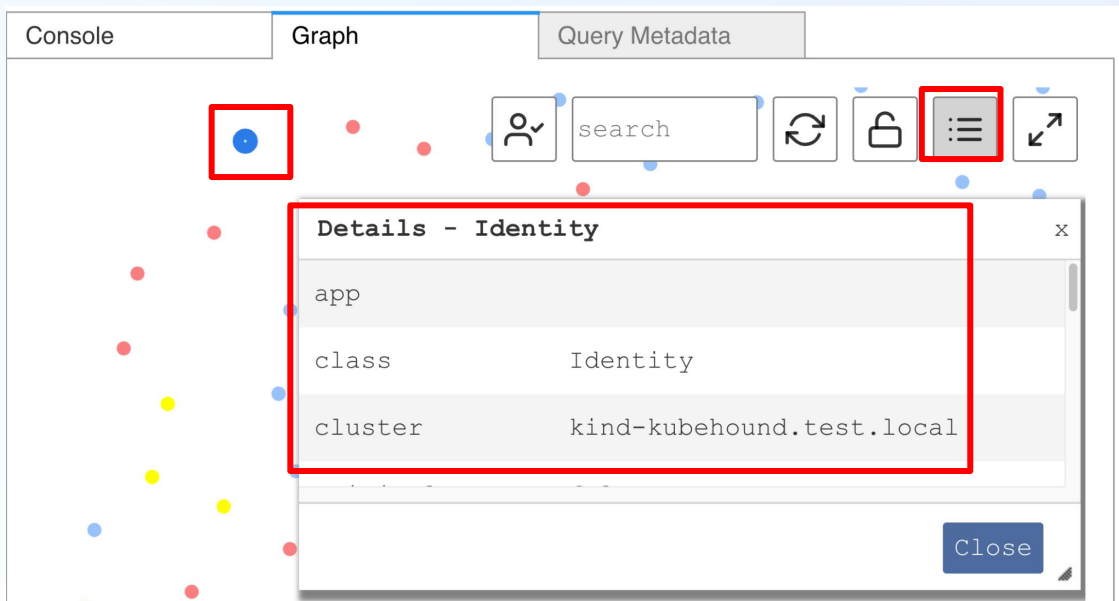 Console
Graph
Query Metadata
search
Details - Identity
x
app
class Identity
cluster kind-kubehound.test.local
Close